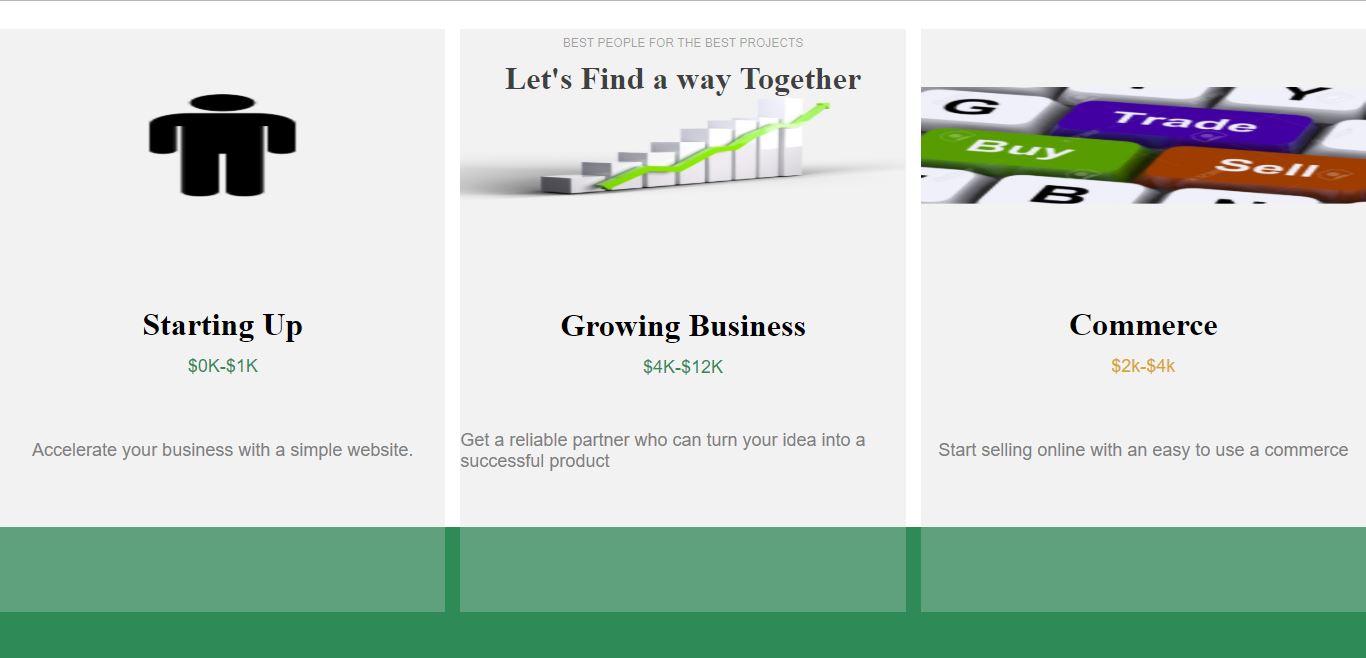 BEST PEOPLE FOR THE BEST PROJECTS
Let's Find a way Together
G
Y
Trade
Buy
Sell
B
Starting Up
$0K-$1K
Accelerate your business with a simple website.
Growing Business
$4K-$12K
Get a reliable partner who can turn your idea into a
successful product
Commerce
$2k-$4k
Start selling online with an easy to use a commerce